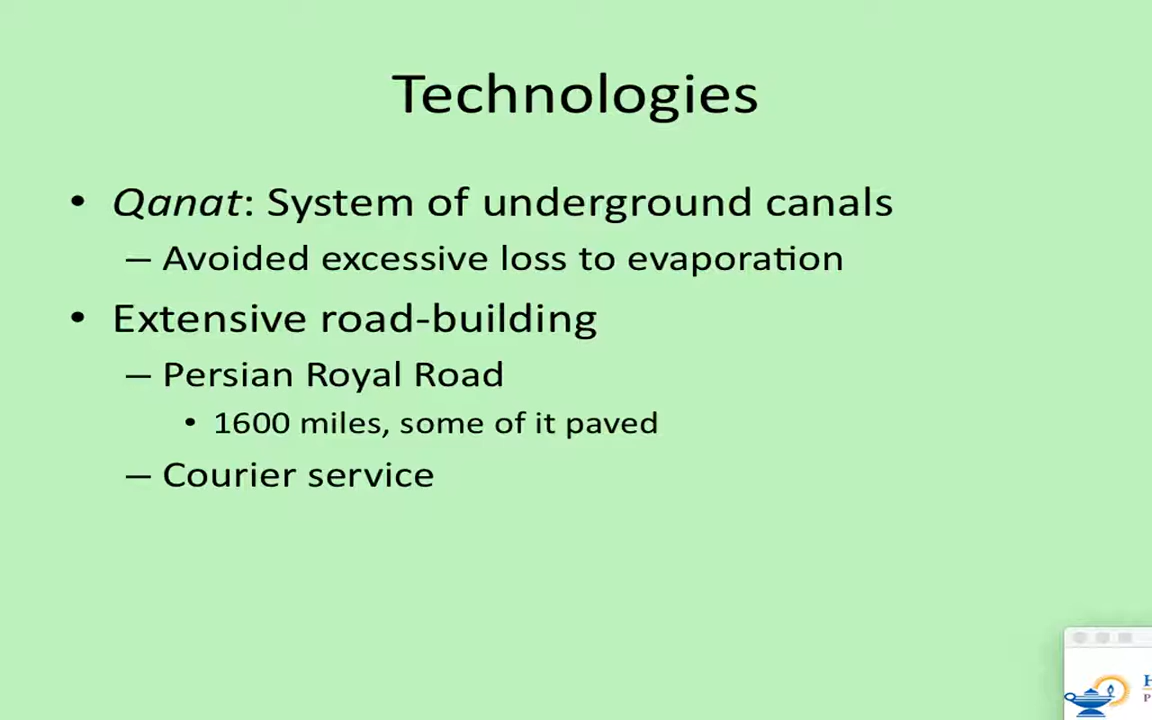 Technologies
• Qanat: System of underground canals
– Avoided excessive loss to evaporation
• Extensive road-building
– Persian Royal Road
• 1600 miles, some of it paved
– Courier service